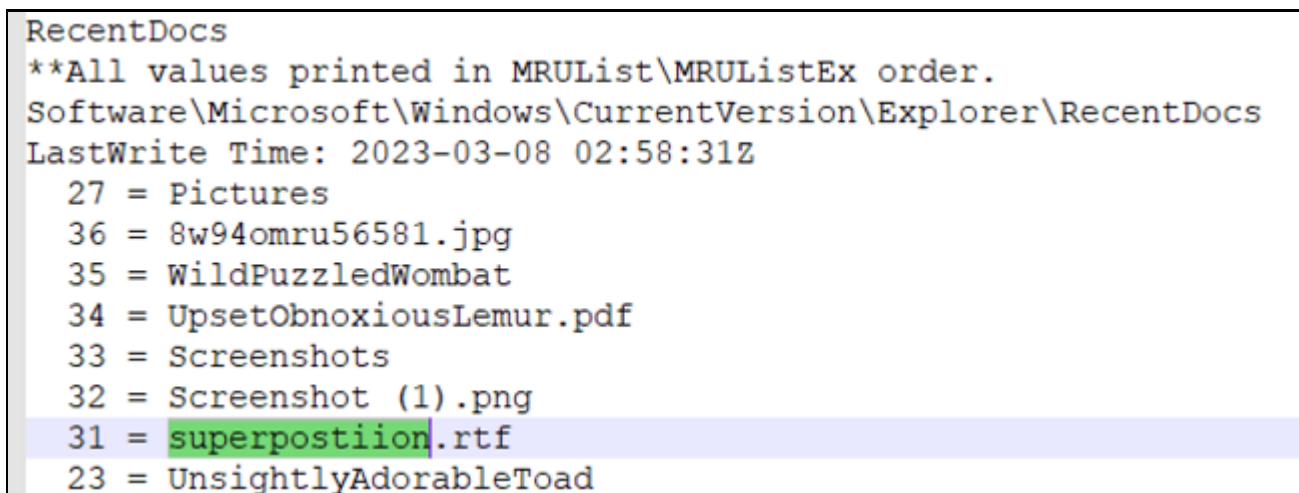 RecentDocs
**All values printed in MRUList\MRUListEx order.
Software\Microsoft\Windows\CurrentVersion\Explorer\RecentDocs
LastWrite Time: 2023-03-08 02:58:31Z
27 = Pictures
36 = 8w94omru56581.jpg
35 = WildPuzzledWombat
34 = UpsetObnoxiousLemur.pdf
33 = Screenshots
32 = Screenshot (1).png
31 = superpostiion.rtf
23 = UnsightlyAdorableToad